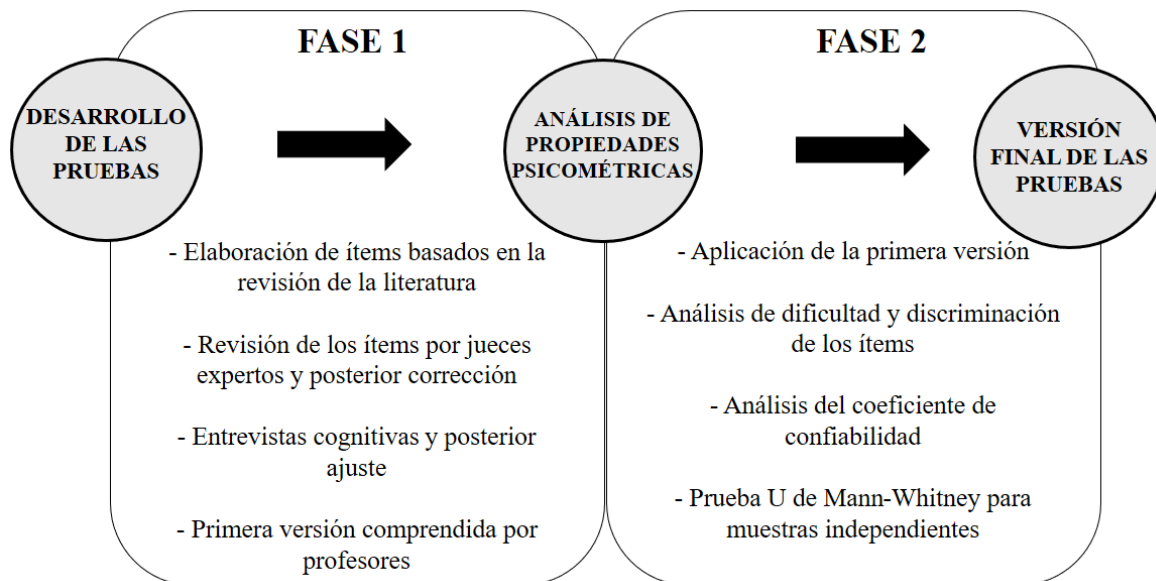 FASE 1
DESARROLLO
DE LAS
PRUEBAS
- Elaboración de ítems basados en la
revisión de la literatura
- Revisión de los ítems por jueces
expertos y posterior corrección
- Entrevistas cognitivas y posterior
ajuste
- Primera versión comprendida por
profesores
ANÁLISIS DE
PROPIEDADES
PSICOMÉTRICAS
FASE 2
- Aplicación de la primera versión
- Análisis de dificultad y discriminación
de los ítems
- Análisis del coeficiente de
confiabilidad
- Prueba U de Mann-Whitney para
muestras independientes
VERSIÓN
FINAL DE LAS
PRUEBAS